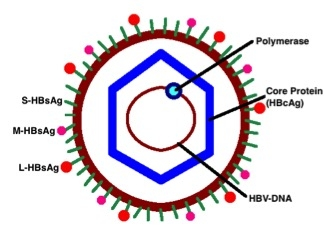 Polymerase
Core Protein
(HBcAg)
S-HBsAg
M-HBsAg
L-HBsAg
HBV-DNA